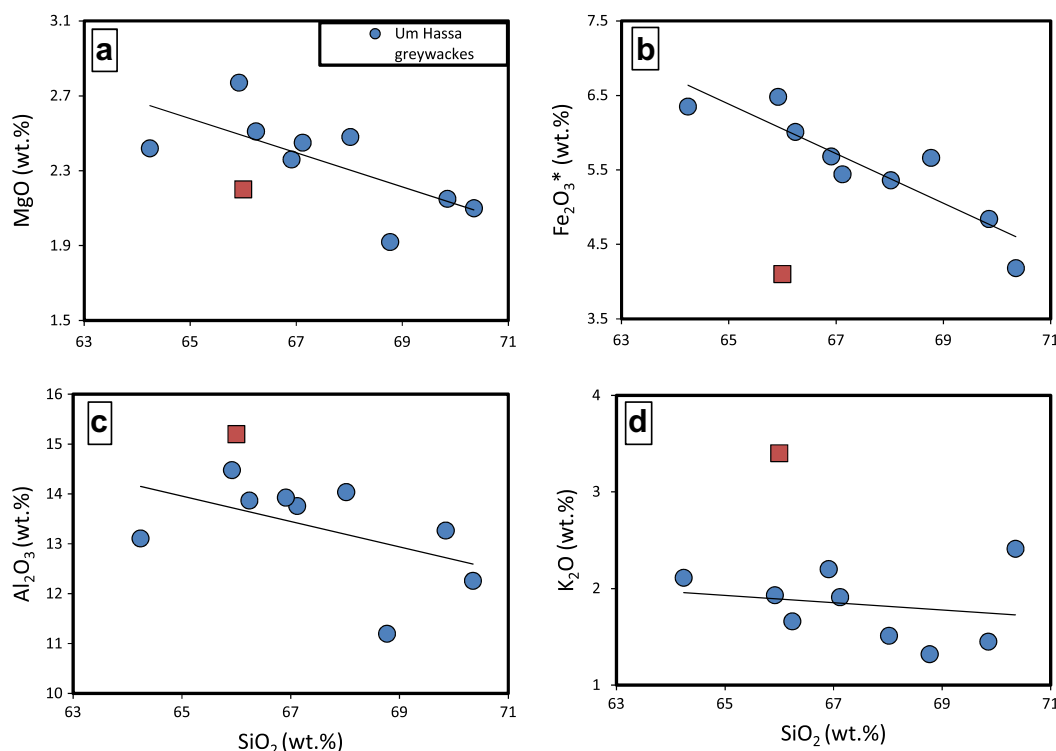 a
Um Hassa
greywackes
MgO (wt.%)
3.1
2.7
2.3
1.9
1.5
63 65 67 69 71
b
Fe₂O₃* (wt.%)
7.5
6.5
5.5
4.5
3.5
63 65 67 69 71
c
Al₂O₃ (wt.%)
16
15
14
13
12
11
10
63 65 67 69 71
SiO₂ (wt.%)
d
K₂O (wt.%)
4
3
2
1
63 65 67 69 71
SiO₂ (wt.%)